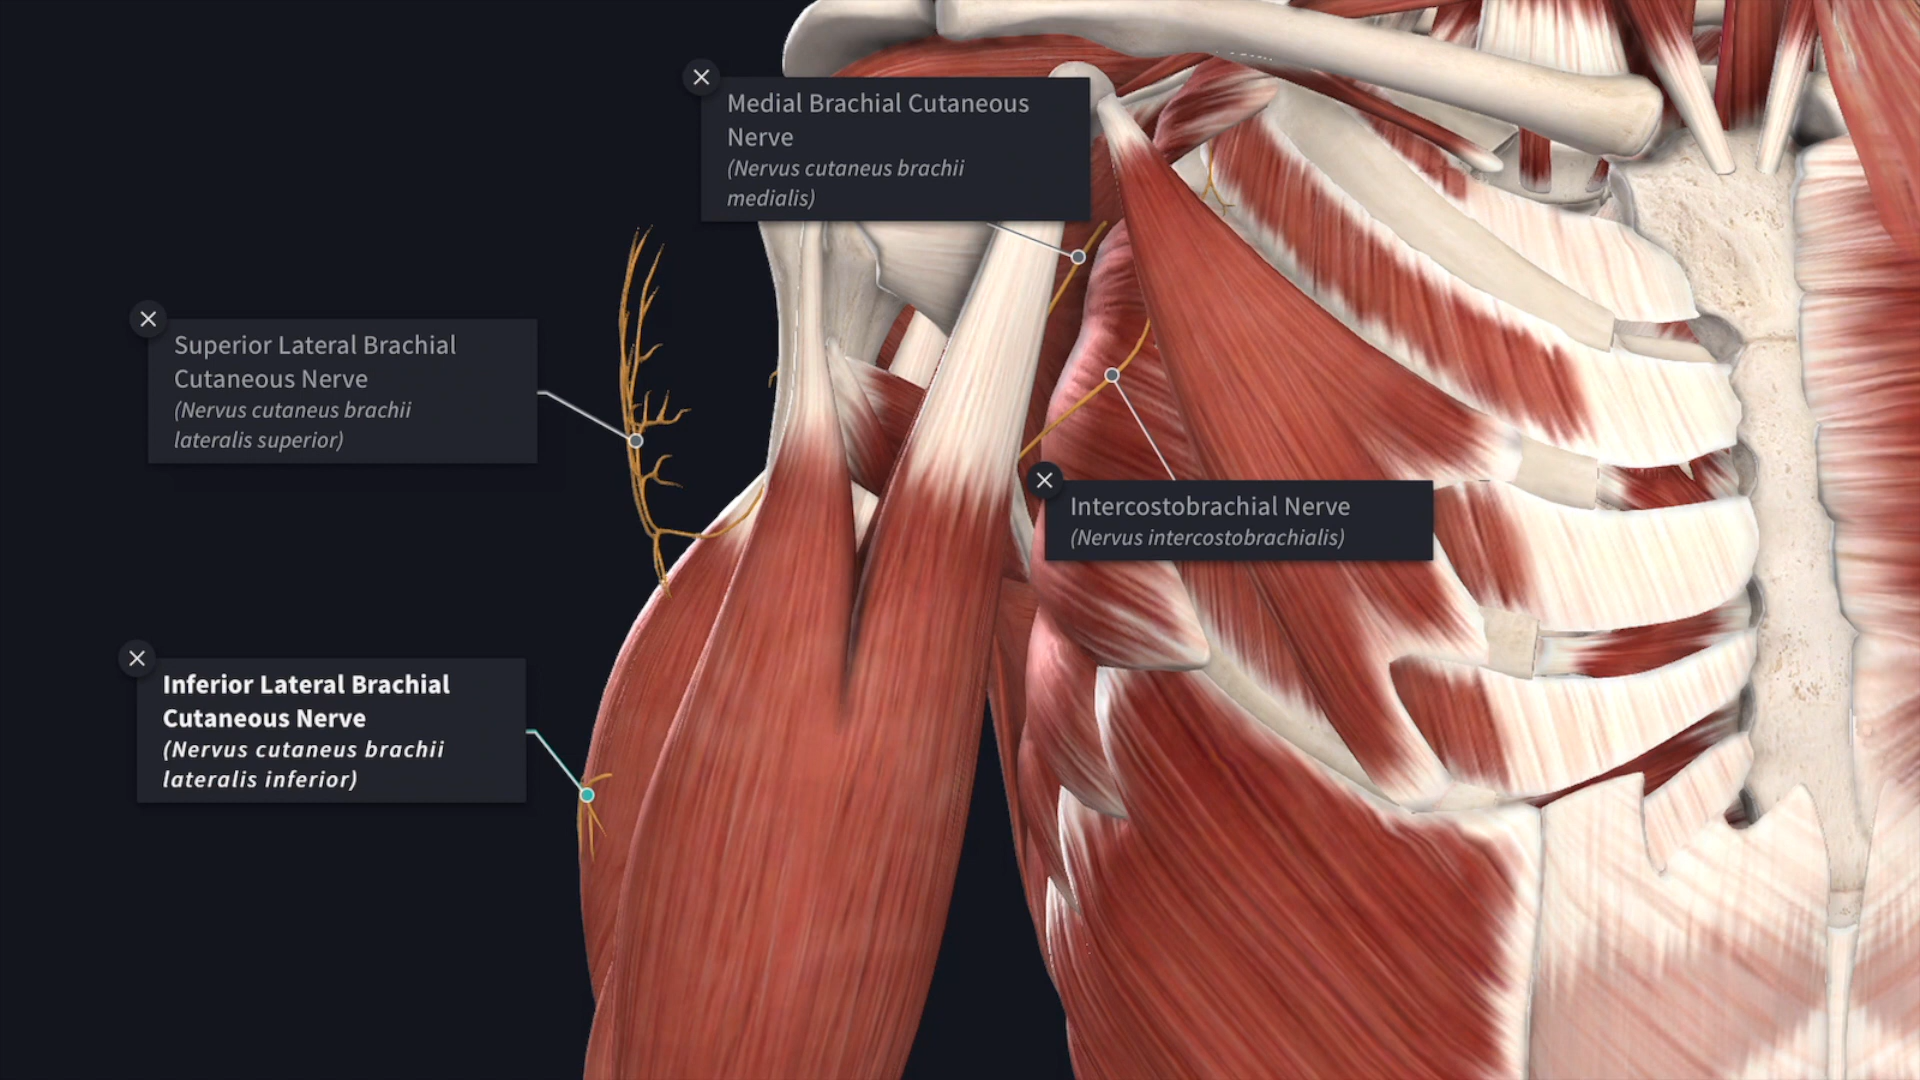 Medial Brachial Cutaneous
Nerve
(Nervus cutaneus brachii
medialis)
Superior Lateral Brachial
Cutaneous Nerve
(Nervus cutaneus brachii
lateralis superior)
Intercostobrachial Nerve
(Nervus intercostobrachialis)
Inferior Lateral Brachial
Cutaneous Nerve
(Nervus cutaneus brachii
lateralis inferior)